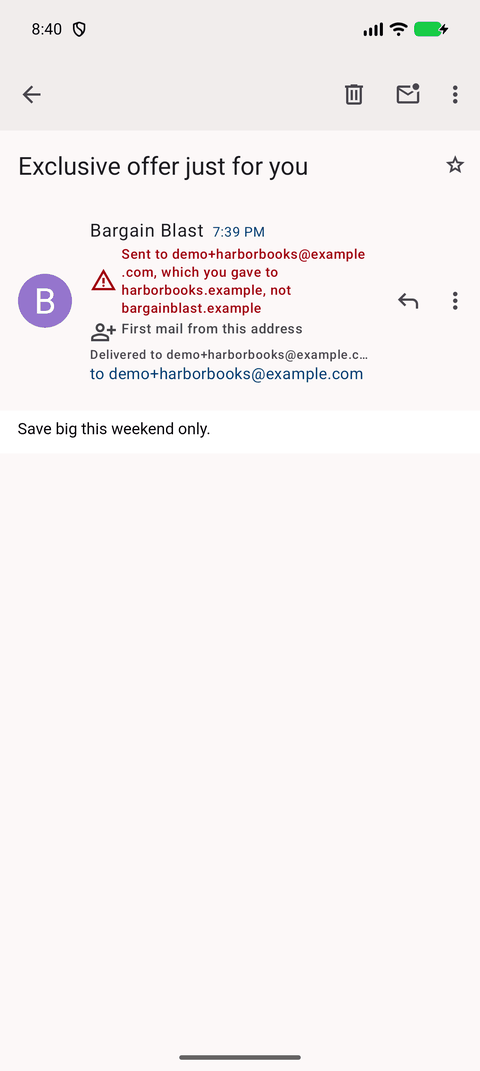 8:40
Exclusive offer just for you
Bargain Blast 7:39 PM
Sent to demo+harborbooks@example
.com, which you gave to
harborbooks.example, not
bargainblast.example
First mail from this address
Delivered to demo+harborbooks@example.c...
to demo+harborbooks@example.com
B
Save big this weekend only.